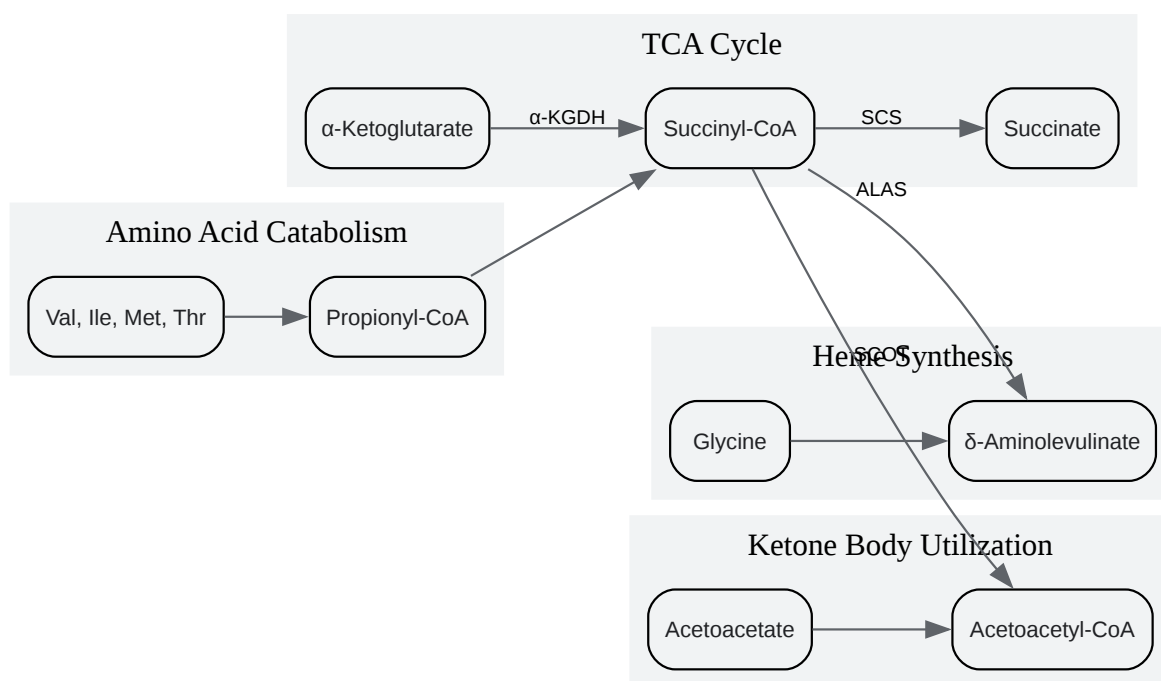 TCA Cycle
α-Ketoglutarate
α-KGDH
Succinyl-CoA
SCS
Succinate
ALAS
Amino Acid Catabolism
Val, Ile, Met, Thr
Propionyl-CoA
SCOT
Heme Synthesis
Glycine
δ-Aminolevulinate
Ketone Body Utilization
Acetoacetate
Acetoacetyl-CoA